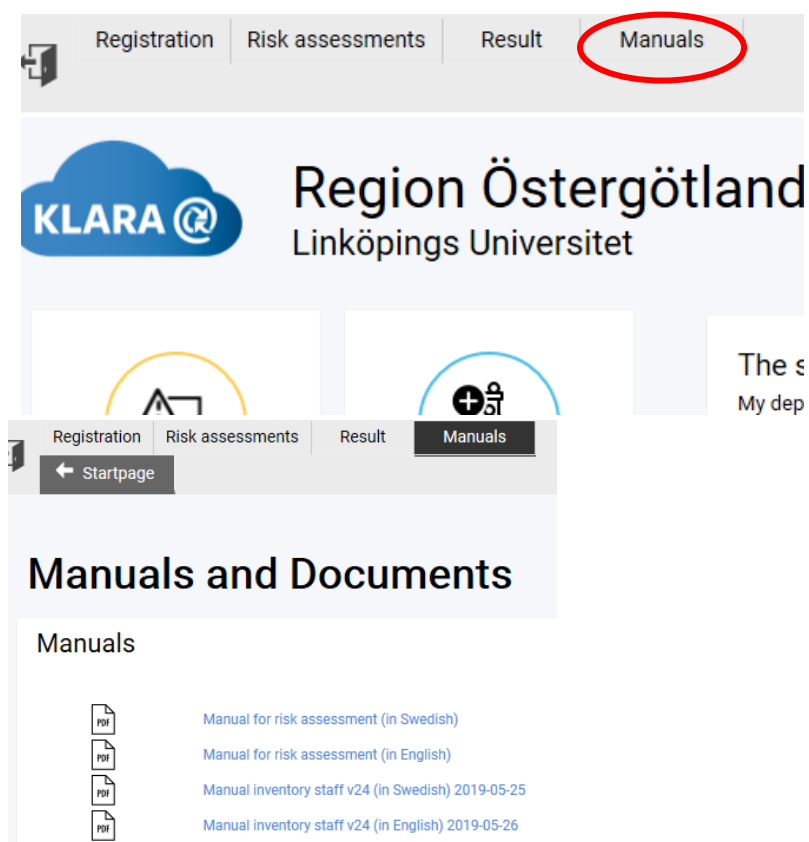 Registration Risk assessments Result Manuals
KLARA
Region Östergötland
Linköpings Universitet
The s
My dep
Registration Risk assessments Result Manuals
Startpage
Manuals and Documents
Manuals
PDF Manual for risk assessment (in Swedish)
PDF Manual for risk assessment (in English)
PDF Manual inventory staff v24 (in Swedish) 2019-05-25
PDF Manual inventory staff v24 (in English) 2019-05-26